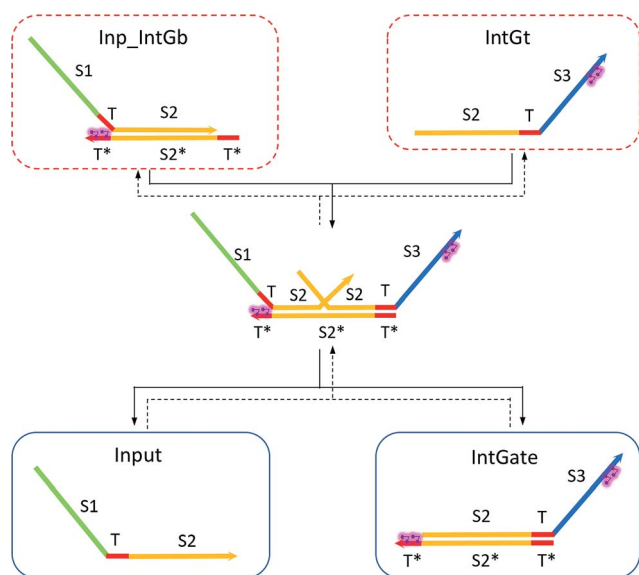 Inp_IntGb
S1
T S2
T* S2* T*
IntGt
S3
S2 T
S1
S3
T S2 S2 T
T* S2* T*
Input
S1
T S2
IntGate
S3
S2 T
T* S2* T*